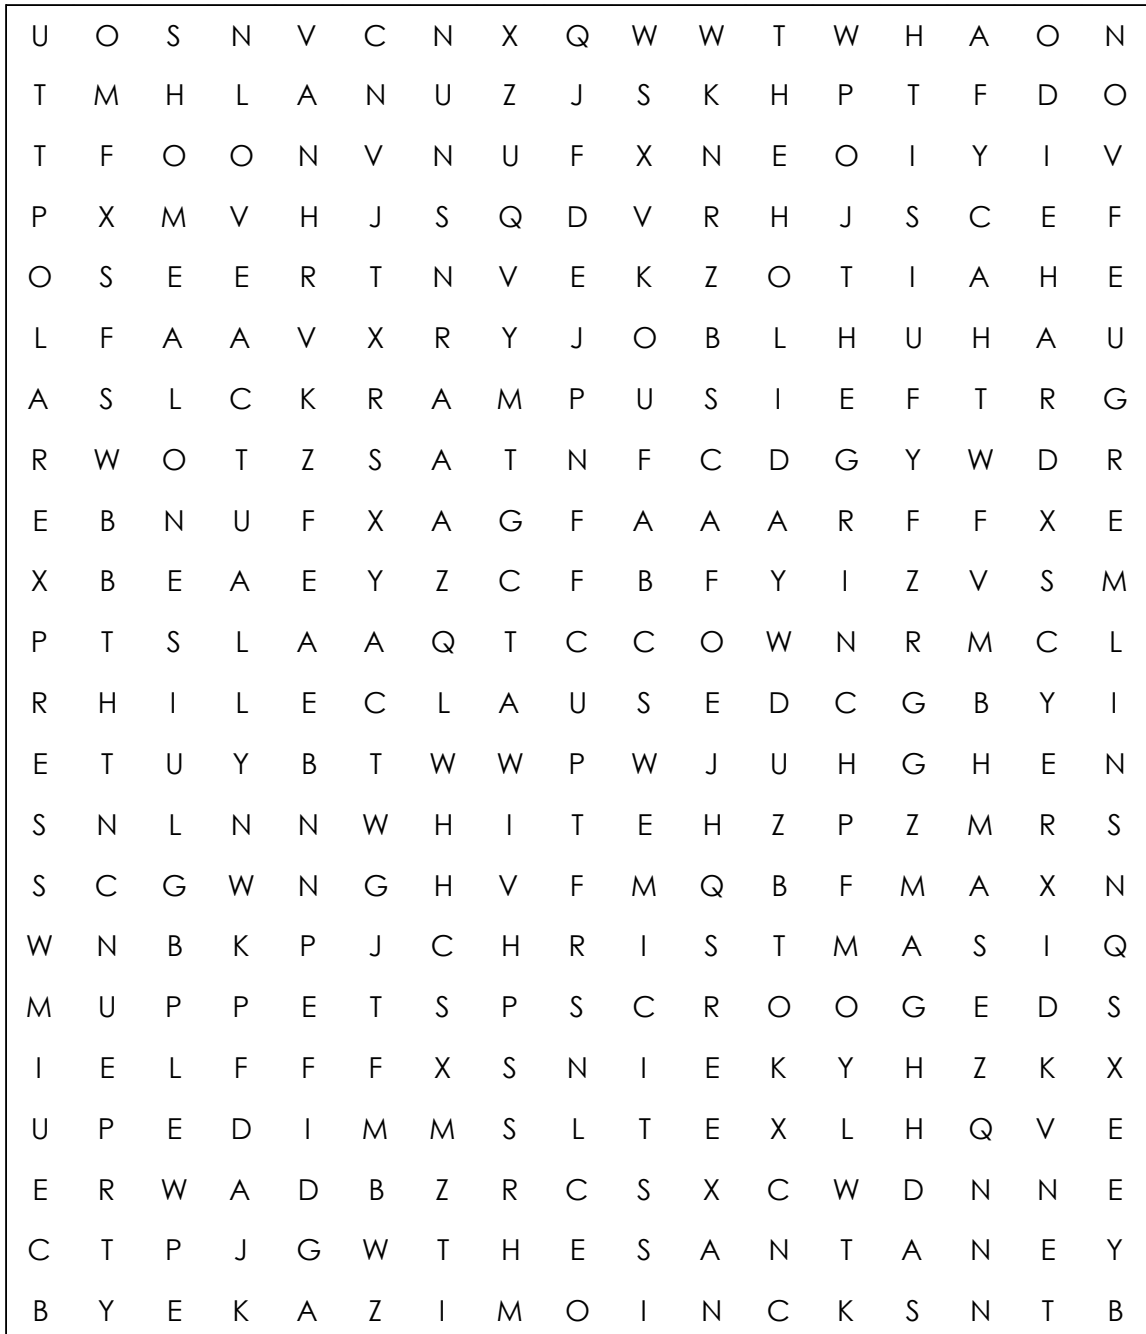 U O S N V C N X Q W W T W H A O N
T M H L A N U Z J S K H P T F D O
T F O O N V N U F X N E O I Y I V
P X M V H J S Q D V R H J S C E F
O S E E R T N V E K Z O T I A H E
L F A A V X R Y J O B L H U H A U
A S L C K R A M P U S I E F T R G
R W O T Z S A T N F C D G Y W D R
E B N U F X A G F A A A R F F X E
X B E A E Y Z C F B F Y I Z V S M
P T S L A A Q T C C O W N R M C L
R H I L E C L A U S E D C G B Y I
E T U Y B T W W P W J U H G H E N
S N L N N W H I T E H Z P Z M R S
S C G W N G H V F M Q B F M A X N
W N B K P J C H R I S T M A S I Q
M U P P E T S P S C R O O G E D S
I E L F F F X S N I E K Y H Z K X
U P E D I M M S L T E X L H Q V E
E R W A D B Z R C S X C W D N N E
C T P J G W T H E S A N T A N E Y
B Y E K A Z I M O I N C K S N T B